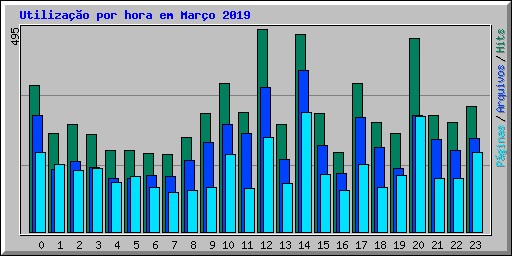 Utilização por hora em Março 2019
495
Páginas / Arquivos / Hits
0 1 2 3 4 5 6 7 8 9 10 11 12 13 14 15 16 17 18 19 20 21 22 23